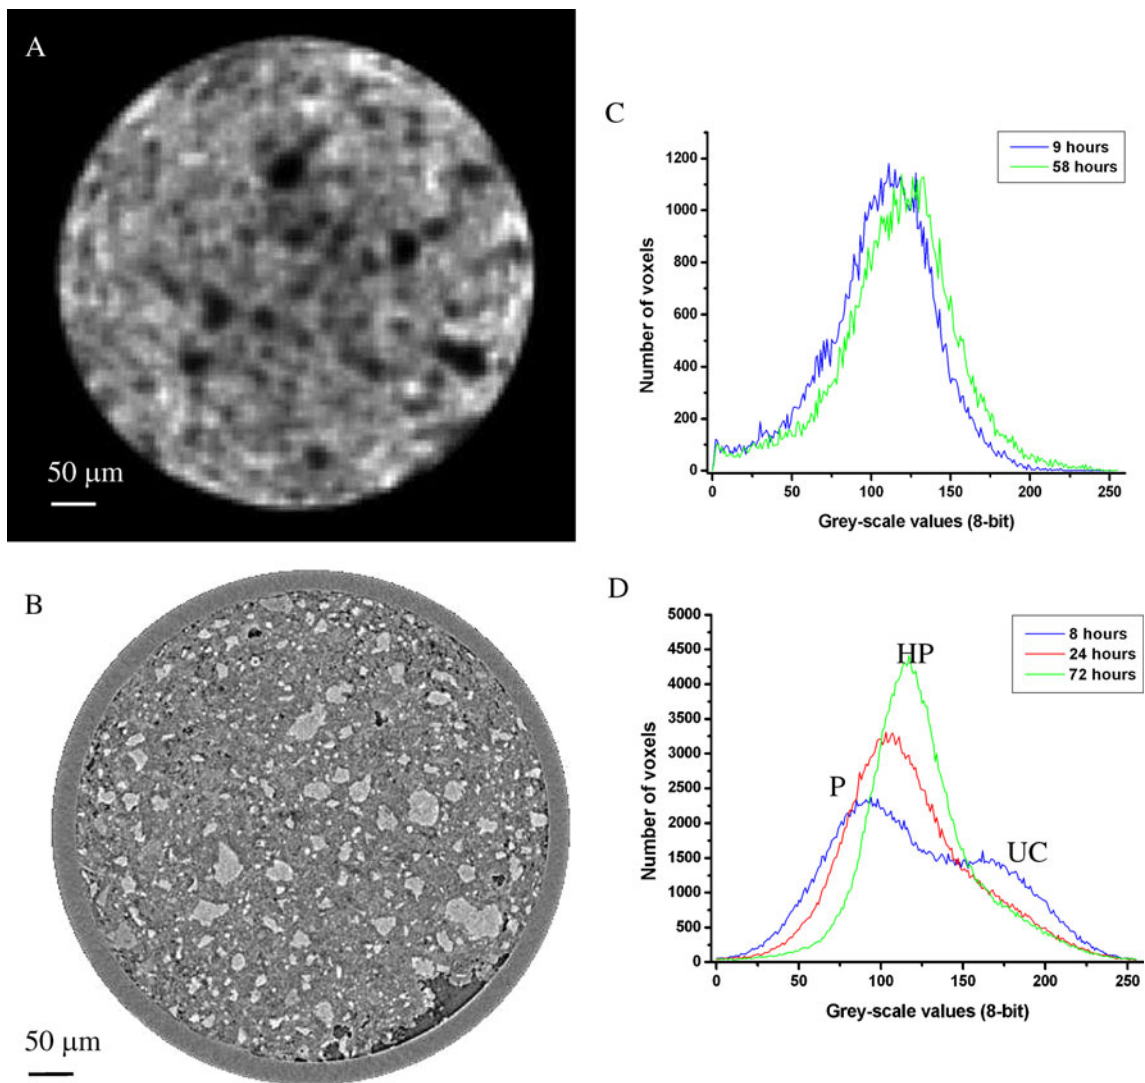 A
50 μm
B
50 μm
C
9 hours
58 hours
1200
1000
800
600
400
200
0
Number of voxels
0 50 100 150 200 250
Grey-scale values (8-bit)
D
8 hours
24 hours
72 hours
5000
4500
4000
3500
3000
2500
2000
1500
1000
500
0
Number of voxels
HP
P
UC
0 50 100 150 200 250
Grey-scale values (8-bit)